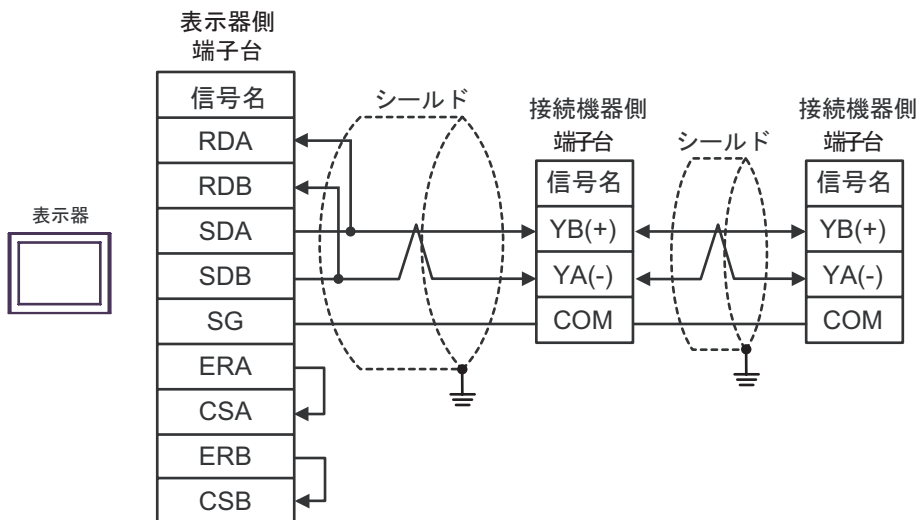 表示器側
端子台
信号名
RDA
RDB
SDA
SDB
SG
ERA
CSA
ERB
CSB
表示器
シールド
接続機器側
端子台
信号名
YB(+)
YA(-)
COM
シールド
接続機器側
端子台
信号名
YB(+)
YA(-)
COM